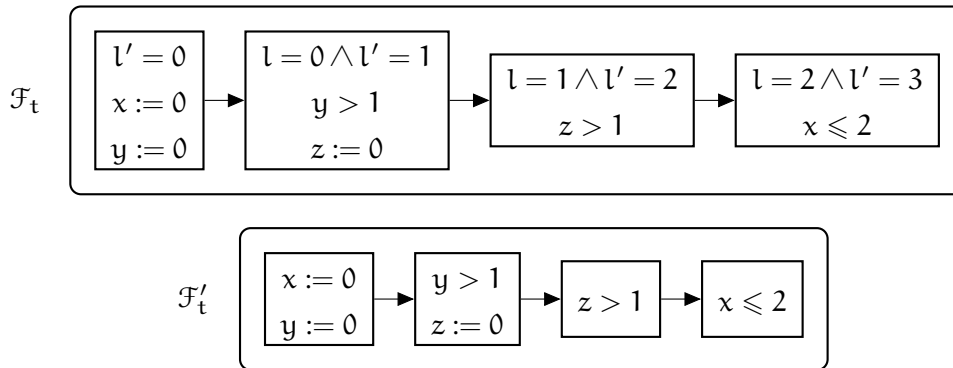 ℱt
l′ = 0
x := 0
y := 0
l = 0 ∧ l′ = 1
y > 1
z := 0
l = 1 ∧ l′ = 2
z > 1
l = 2 ∧ l′ = 3
x ⩽ 2
ℱ′t
x := 0
y := 0
y > 1
z := 0
z > 1
x ⩽ 2